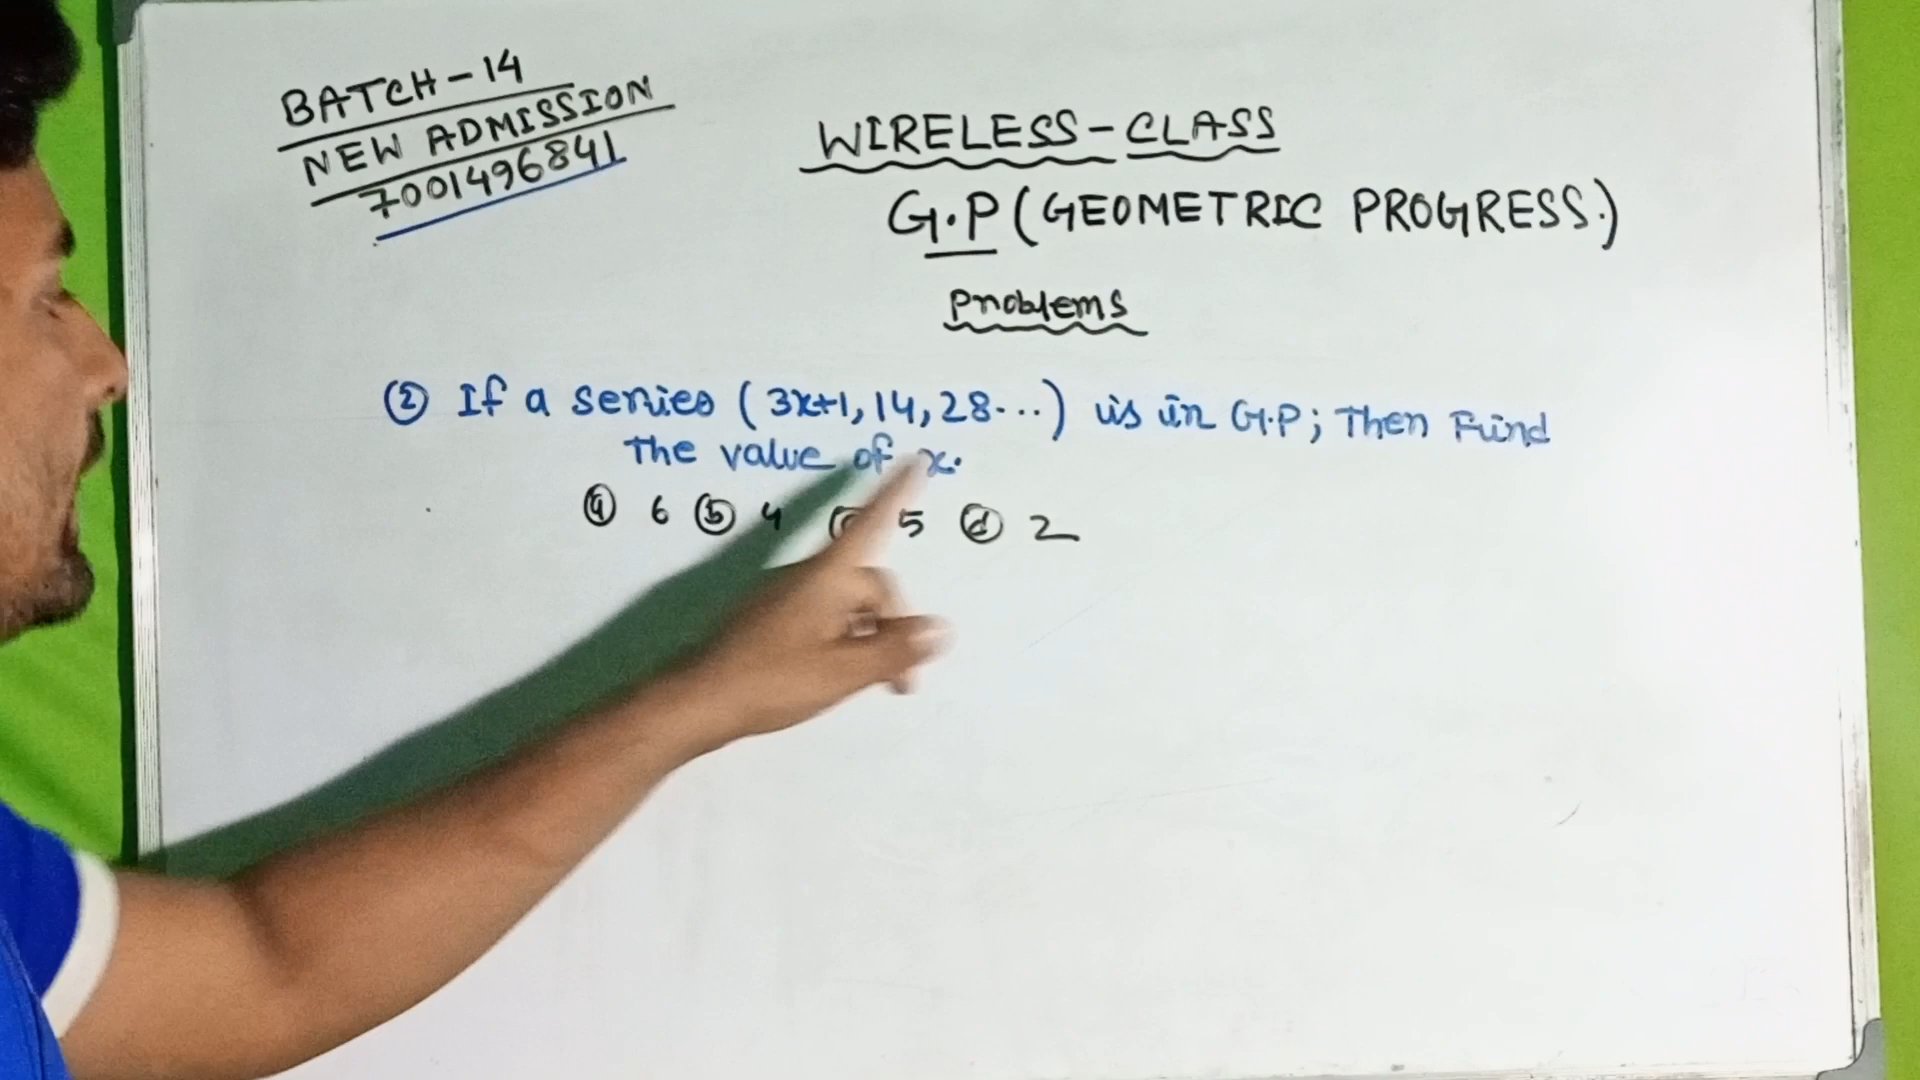 BATCH-14
NEW ADMISSION
7001496841
WIRELESS-CLASS
G.P (GEOMETRIC PROGRESS.)
Problems
② If a series (3x+1, 14, 28...) is in G.P; Then Find
The value of x.
ⓐ 6 ⓑ 4 ⓒ 5 ⓓ 2